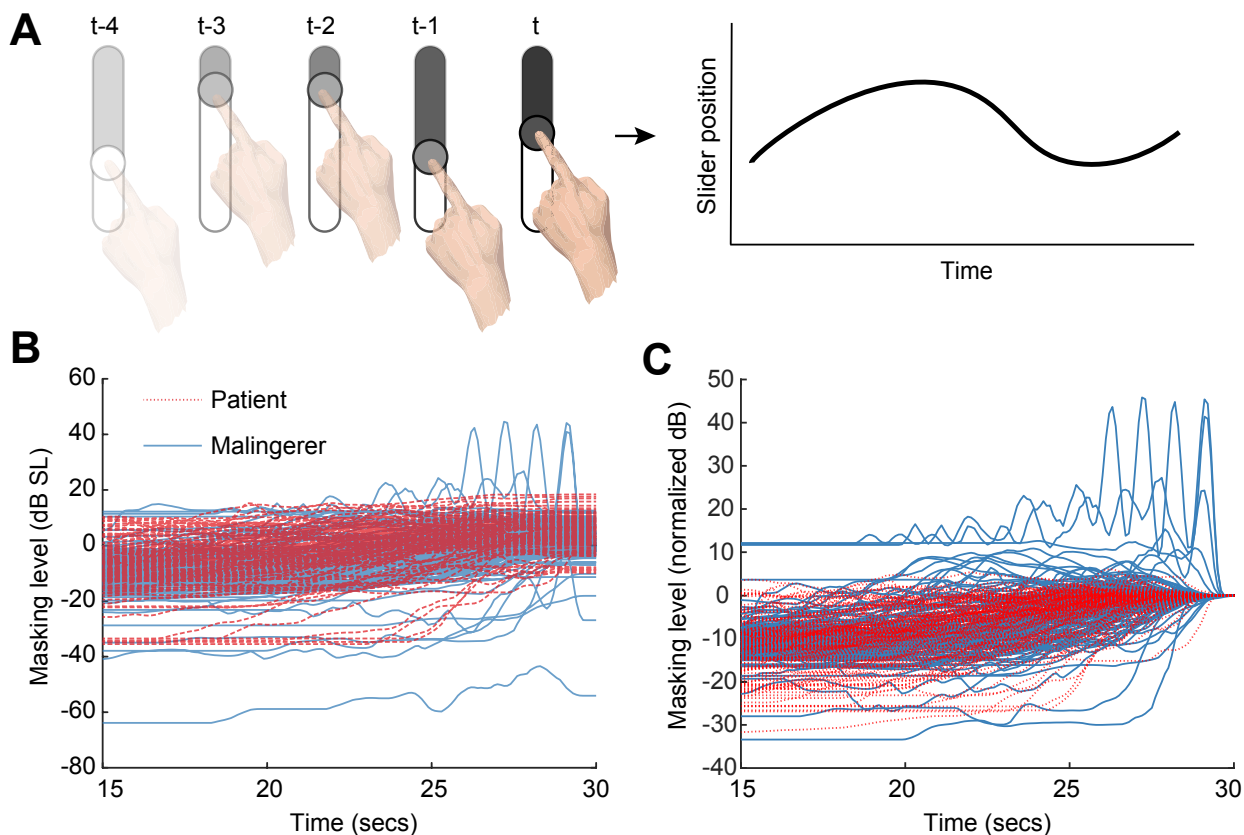 A
t-4 t-3 t-2 t-1 t
Slider position
Time
B
Masking level (dB SL)
60
40
20
0
-20
-40
-60
-80
Patient
Malingerer
15 20 25 30
Time (secs)
C
Masking level (normalized dB)
50
40
30
20
10
0
-10
-20
-30
-40
15 20 25 30
Time (secs)